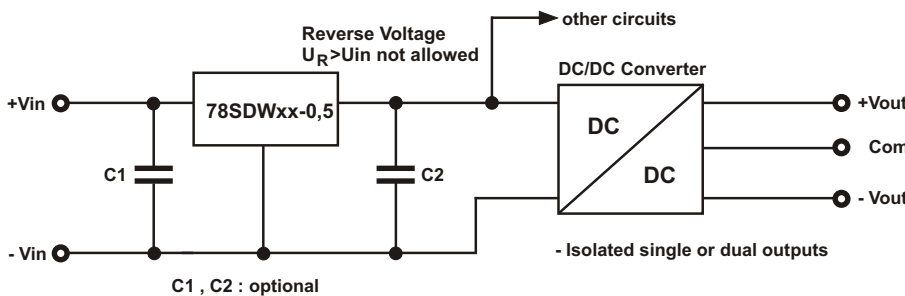 other circuits
Reverse Voltage
UR>Uin not allowed
DC/DC Converter
+Vin
78SDWxx-0,5
+Vout
DC
Com
C1
C2
DC
- Vout
- Vin
- Isolated single or dual outputs
C1 , C2 : optional